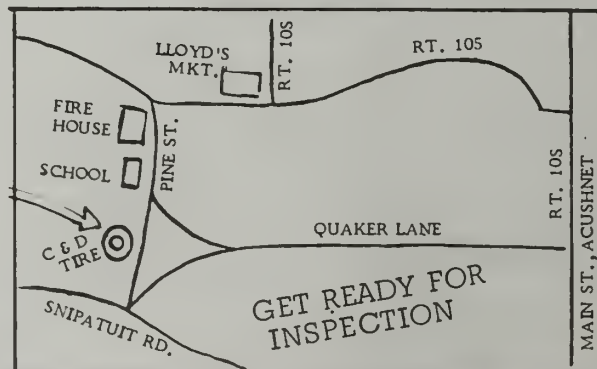 LLOYD'S
MKT.
RT. 105
RT. 105
FIRE
HOUSE
PINE ST.
SCHOOL
RT. 105
C & D
TIRE
QUAKER LANE
MAIN ST., ACUSHNET
SNIPATUIT RD.
GET READY FOR
INSPECTION